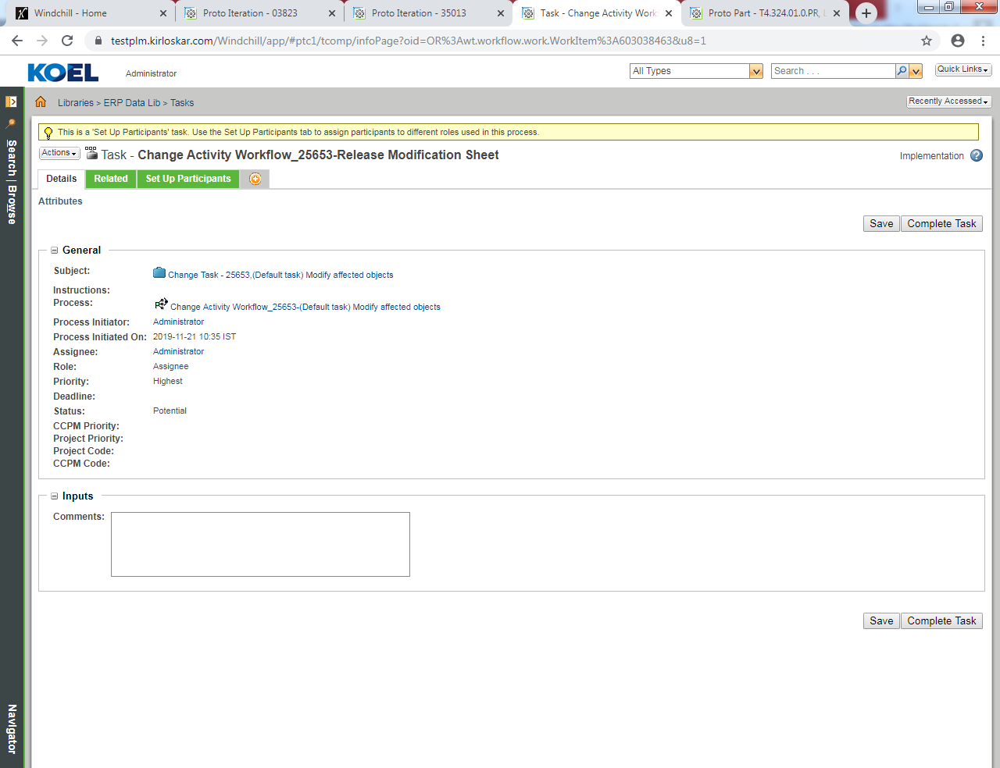 Windchill - Home
Proto Iteration - 03823
Proto Iteration - 35013
Task - Change Activity Work
Proto Part - T4.324.01.0.PR,
testplm.kirloskar.com/Windchill/app/#ptc1/tcomp/infoPage?oid=OR%3Awt.workflow.work.WorkItem%3A603038463&u8=1
KOEL
Administrator
All Types
Search . . .
Quick Links
Libraries > ERP Data Lib > Tasks
Recently Accessed
This is a 'Set Up Participants' task. Use the Set Up Participants tab to assign participants to different roles used in this process.
Actions
Task - Change Activity Workflow_25653-Release Modification Sheet
Implementation
Details
Related
Set Up Participants
Attributes
Save
Complete Task
General
Subject: Change Task - 25653,(Default task) Modify affected objects
Instructions:
Process: Change Activity Workflow_25653-(Default task) Modify affected objects
Process Initiator: Administrator
Process Initiated On: 2019-11-21 10:35 IST
Assignee: Administrator
Role: Assignee
Priority: Highest
Deadline:
Status: Potential
CCPM Priority:
Project Priority:
Project Code:
CCPM Code:
Inputs
Comments:
Save
Complete Task
Search | Browse
Navigator